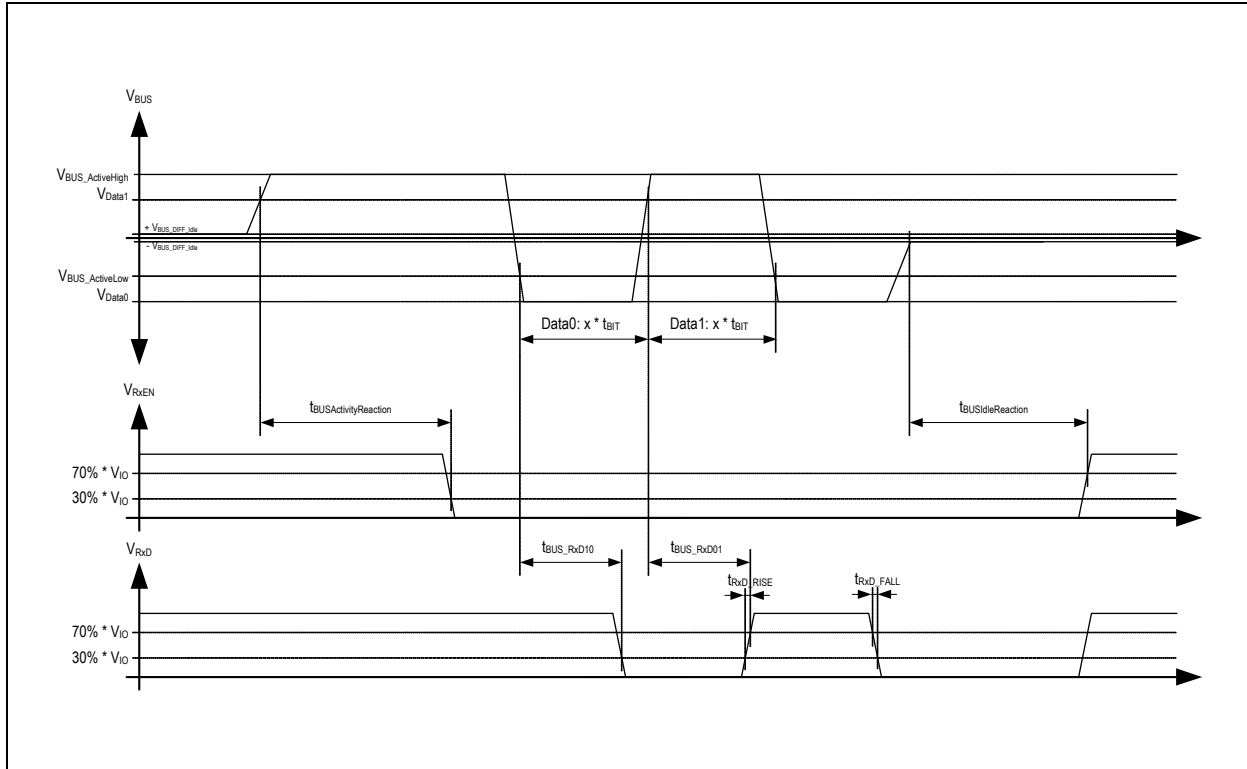 VBUS
VBUS_ActiveHigh
VData1
+ VBUS_DIFF_Idle
- VBUS_DIFF_Idle
VBUS_ActiveLow
VData0
Data0: x * tBIT
Data1: x * tBIT
VRxEN
tBUSActivityReaction
tBUSIdleReaction
70% * VIO
30% * VIO
VRxD
tBUS_RxD10
tBUS_RxD01
tRxD_RISE
tRxD_FALL
70% * VIO
30% * VIO